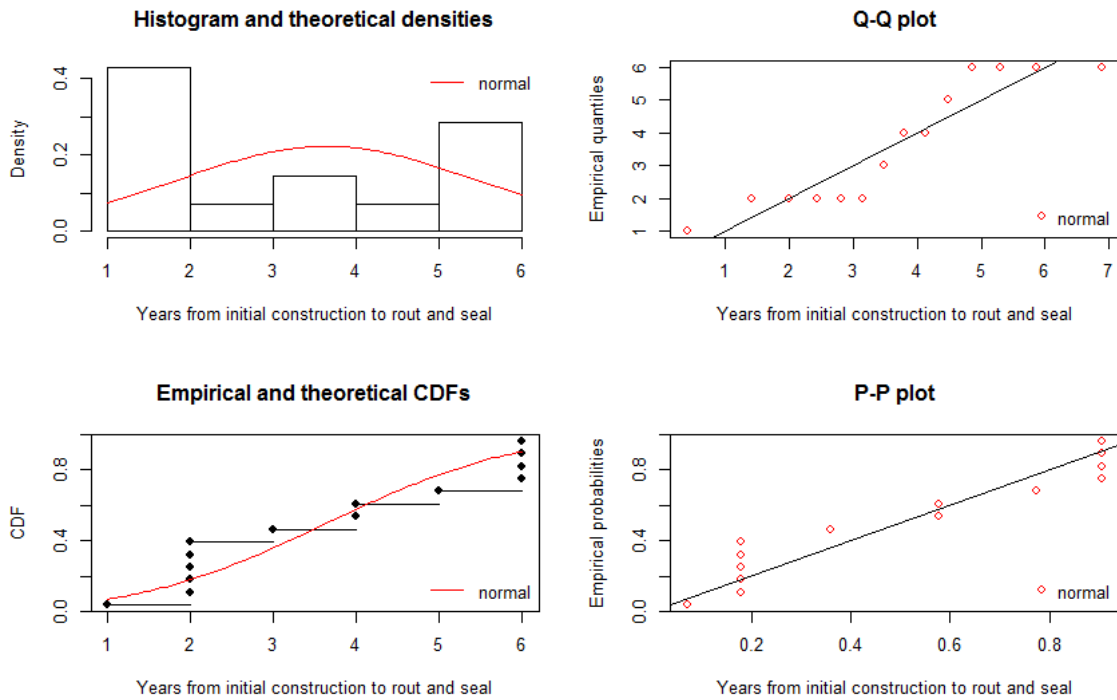 Histogram and theoretical densities
Density
0.0
0.2
0.4
normal
1 2 3 4 5 6
Years from initial construction to rout and seal
Q-Q plot
Empirical quantiles
1
2
3
4
5
6
normal
1 2 3 4 5 6 7
Years from initial construction to rout and seal
Empirical and theoretical CDFs
CDF
0.0
0.4
0.8
normal
1 2 3 4 5 6
Years from initial construction to rout and seal
P-P plot
Empirical probabilities
0.0
0.4
0.8
normal
0.2 0.4 0.6 0.8
Years from initial construction to rout and seal